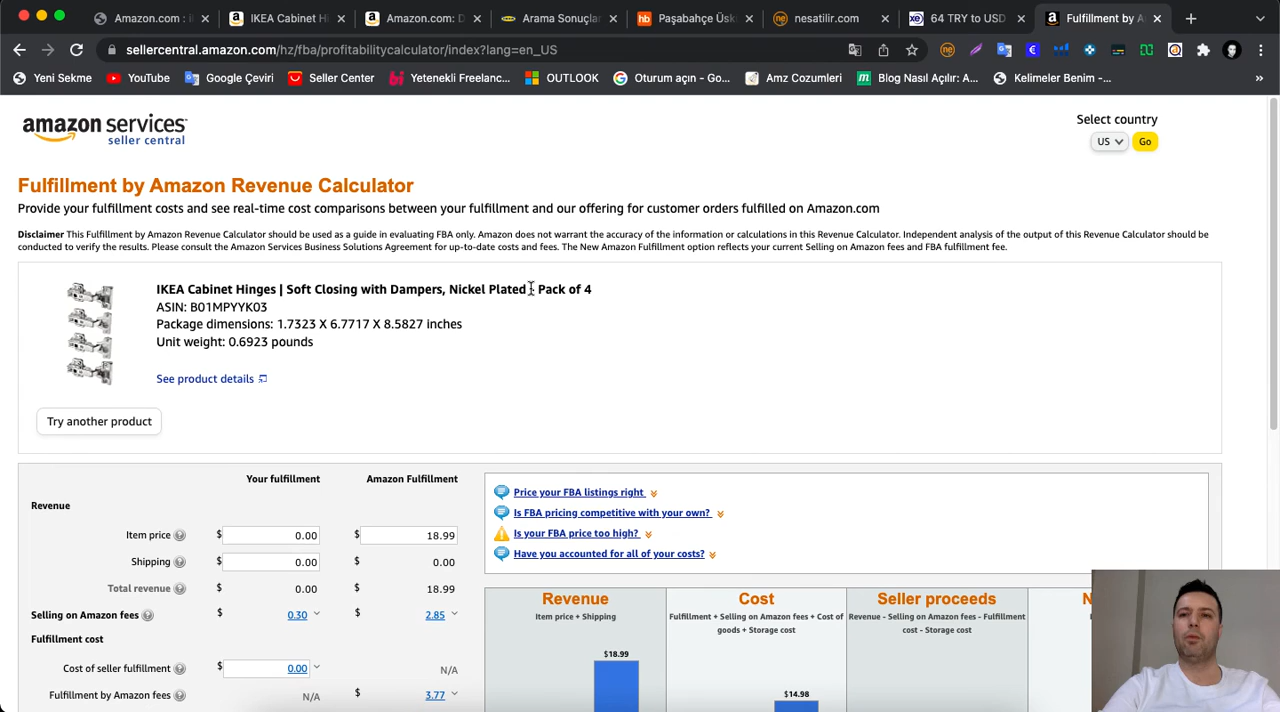 Amazon.com : i
IKEA Cabinet H
Amazon.com: D
Arama Sonuçlar
Paşabahçe Üsk
nesatilir.com
64 TRY to USD
Fulfillment by A
sellercentral.amazon.com/hz/fba/profitabilitycalculator/index?lang=en_US
Yeni Sekme
YouTube
Google Çeviri
Seller Center
Yetenekli Freelanc...
OUTLOOK
Oturum açın - Go...
Amz Cozumleri
Blog Nasıl Açılır: A...
Kelimeler Benim –...
amazon services
seller central
Select country
US
Go
Fulfillment by Amazon Revenue Calculator
Provide your fulfillment costs and see real-time cost comparisons between your fulfillment and our offering for customer orders fulfilled on Amazon.com
Disclaimer This Fulfillment by Amazon Revenue Calculator should be used as a guide in evaluating FBA only. Amazon does not warrant the accuracy of the information or calculations in this Revenue Calculator. Independent analysis of the output of this Revenue Calculator should be
conducted to verify the results. Please consult the Amazon Services Business Solutions Agreement for up-to-date costs and fees. The New Amazon Fulfillment option reflects your current Selling on Amazon fees and FBA fulfillment fee.
IKEA Cabinet Hinges | Soft Closing with Dampers, Nickel Plated - Pack of 4
ASIN: B01MPYYK03
Package dimensions: 1.7323 X 6.7717 X 8.5827 inches
Unit weight: 0.6923 pounds
See product details
Try another product
Your fulfillment
Amazon Fulfillment
Revenue
Item price $ 0.00 $ 18.99
Shipping $ 0.00 $ 0.00
Total revenue $ 0.00 $ 18.99
Selling on Amazon fees $ 0.30 $ 2.85
Fulfillment cost
Cost of seller fulfillment $ 0.00 N/A
Fulfillment by Amazon fees N/A $ 3.77
Price your FBA listings right
Is FBA pricing competitive with your own?
Is your FBA price too high?
Have you accounted for all of your costs?
Revenue
Item price + Shipping
$18.99
Cost
Fulfillment + Selling on Amazon fees + Cost of
goods + Storage cost
$14.98
Seller proceeds
Revenue - Selling on Amazon fees - Fulfillment
cost - Storage cost